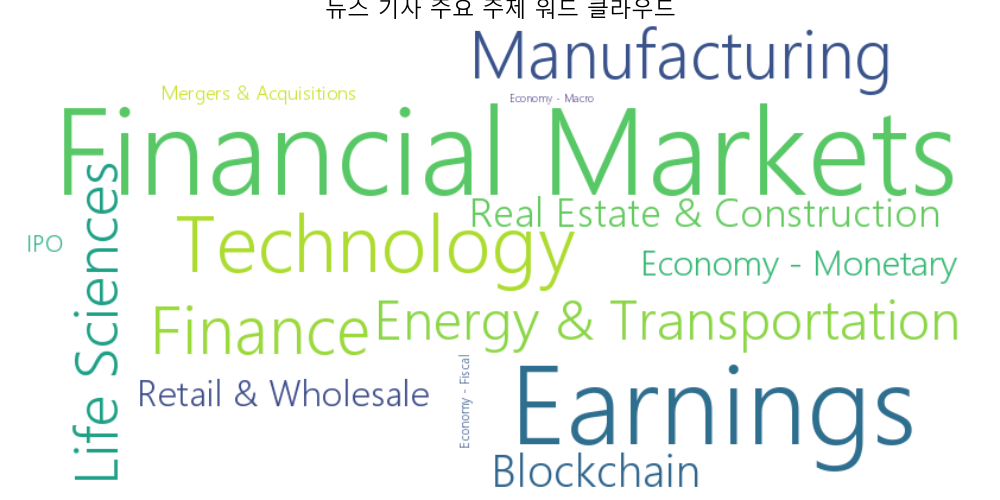 뉴스 기사 주요 주제 워드 클라우드
Manufacturing
Mergers & Acquisitions
Economy - Macro
Financial Markets
Life Sciences
Real Estate & Construction
Technology
IPO
Economy - Monetary
Finance
Energy & Transportation
Retail & Wholesale
Economy - Fiscal
Earnings
Blockchain